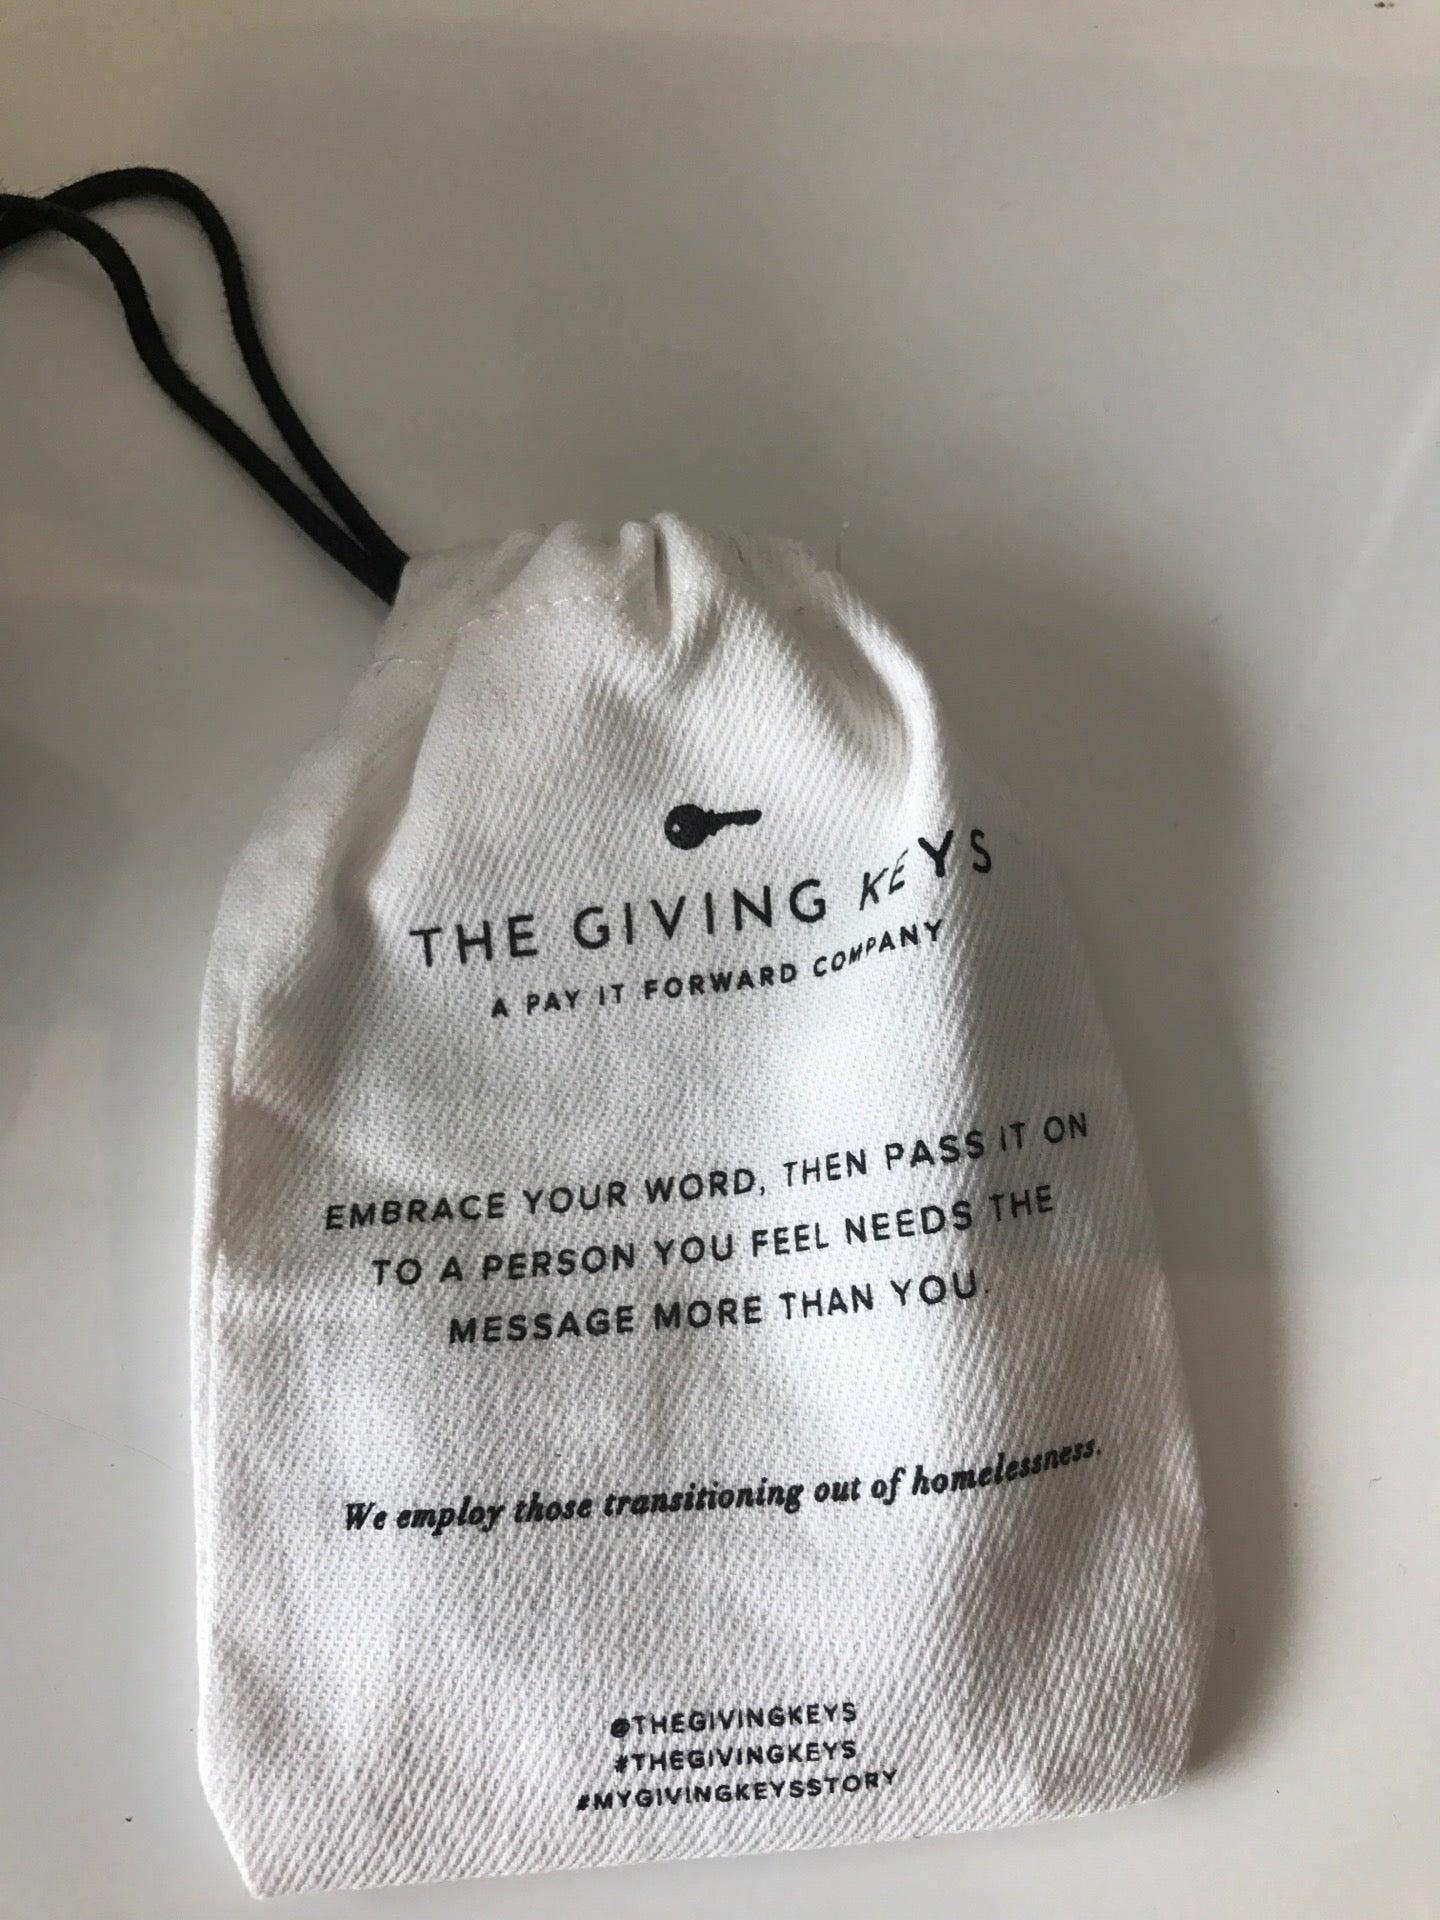 THE GIVING KEYS
A PAY IT FORWARD COMPANY
EMBRACE YOUR WORD, THEN PASS IT ON
TO A PERSON YOU FEEL NEEDS THE
MESSAGE MORE THAN YOU.
We employ those transitioning out of homelessness.
@THEGIVINGKEYS
#THEGIVINGKEYS
#MYGIVINGKEYSSTORY